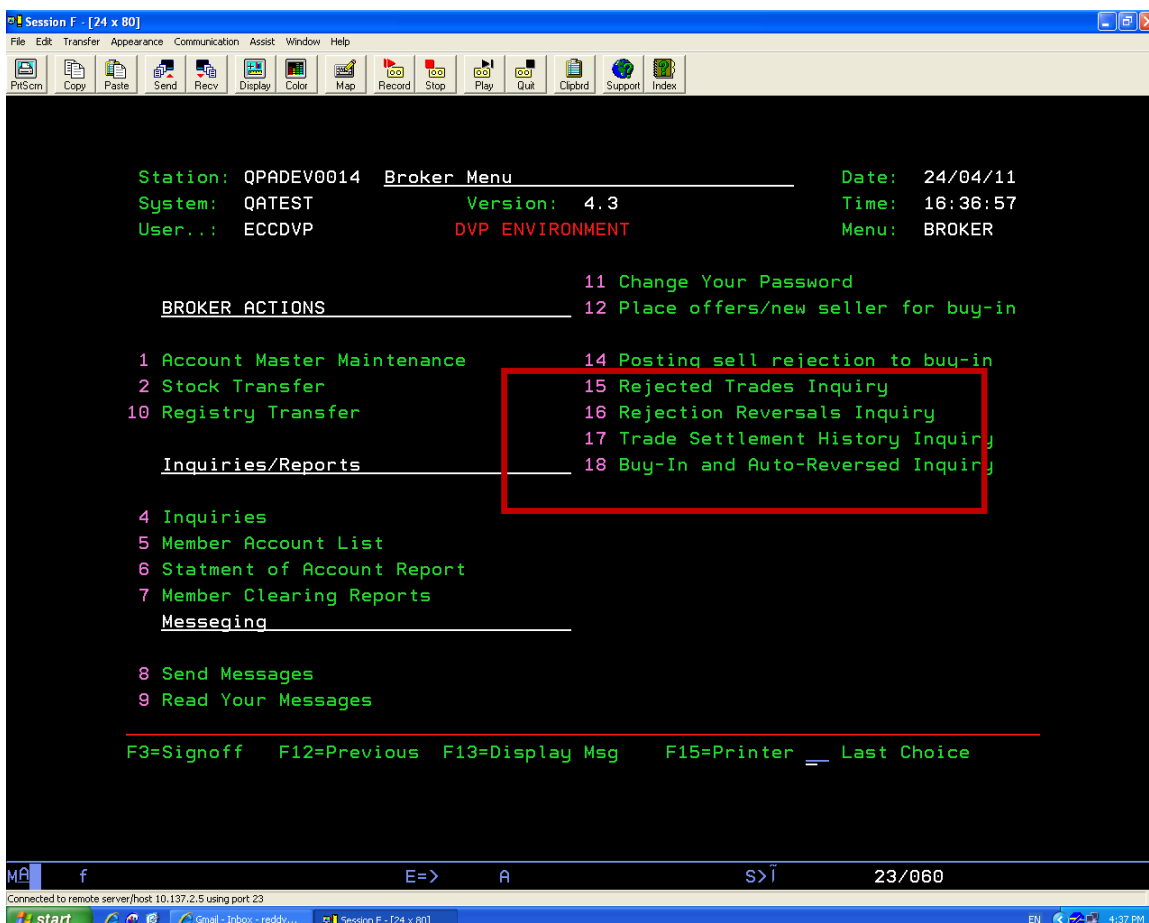 Session F - [24 x 80]
File Edit Transfer Appearance Communication Assist Window Help
PrtScrn Copy Paste Send Recv Display Color Map Record Stop Play Quit Clipbrd Support Index
Station: QPADEV0014 Broker Menu Date: 24/04/11
System: QATEST Version: 4.3 Time: 16:36:57
User..: ECCDVP DVP ENVIRONMENT Menu: BROKER
11 Change Your Password
BROKER ACTIONS 12 Place offers/new seller for buy-in
1 Account Master Maintenance 14 Posting sell rejection to buy-in
2 Stock Transfer 15 Rejected Trades Inquiry
10 Registry Transfer 16 Rejection Reversals Inquiry
17 Trade Settlement History Inquiry
Inquiries/Reports 18 Buy-In and Auto-Reversed Inquiry
4 Inquiries
5 Member Account List
6 Statment of Account Report
7 Member Clearing Reports
Messeging
8 Send Messages
9 Read Your Messages
F3=Signoff F12=Previous F13=Display Msg F15=Printer __ Last Choice
MA f E=> A S>Ï 23/060
Connected to remote server/host 10.137.2.5 using port 23
start Gmail - Inbox - reddy... Session F - [24 x 80] EN 4:37 PM